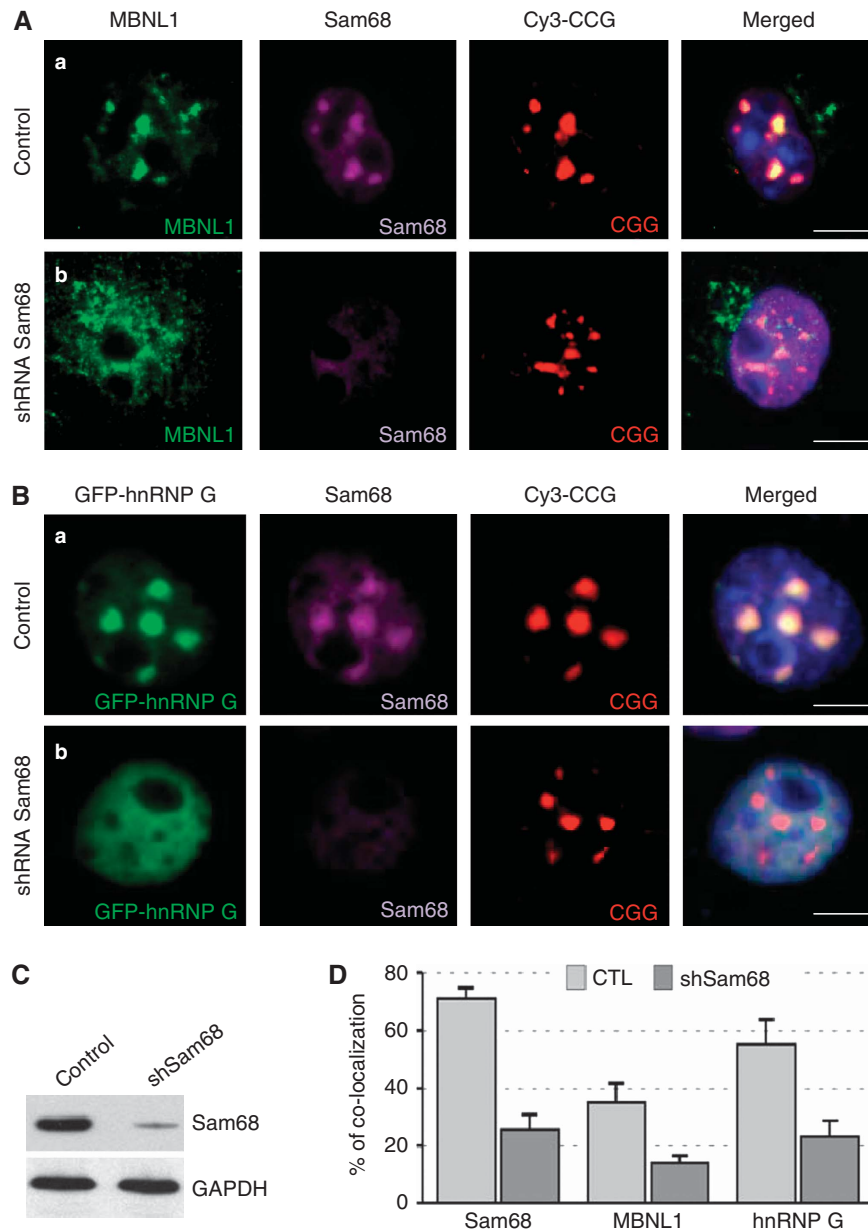 A
MBNL1 Sam68 Cy3-CCG Merged
Control
a
MBNL1 Sam68 CGG
shRNA Sam68
b
MBNL1 Sam68 CGG
B
GFP-hnRNP G Sam68 Cy3-CCG Merged
Control
a
GFP-hnRNP G Sam68 CGG
shRNA Sam68
b
GFP-hnRNP G Sam68 CGG
C
Control shSam68
Sam68
GAPDH
D
% of co-localization
80
60
40
20
0
CTL shSam68
Sam68 MBNL1 hnRNP G